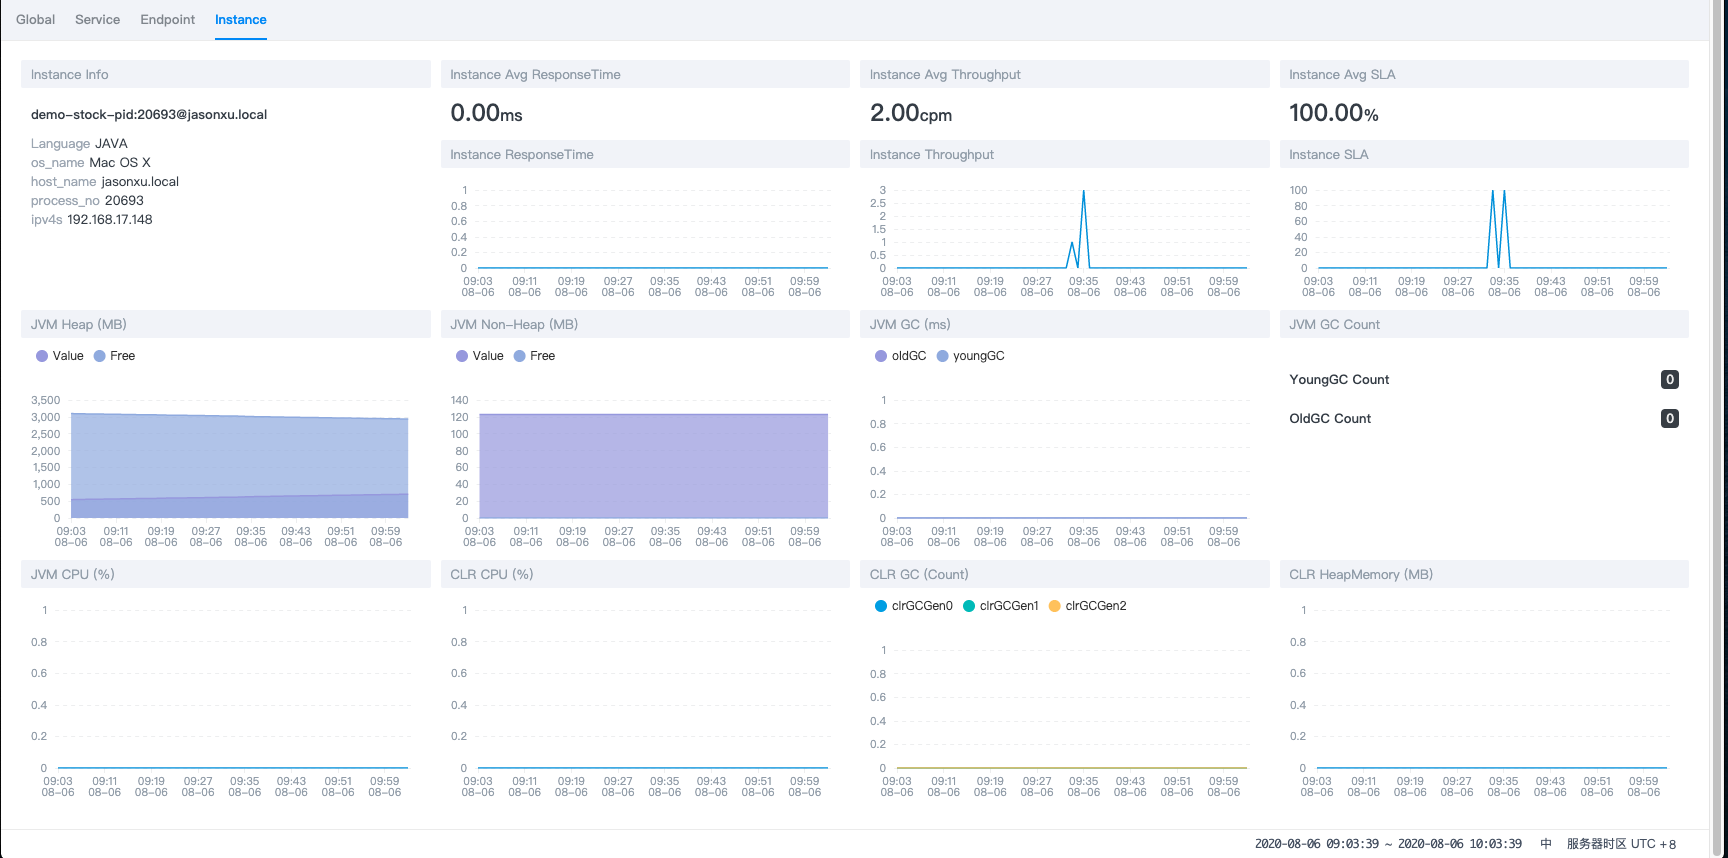 Global Service Endpoint Instance
Instance Info
demo-stock-pid:20693@jasonxu.local
Language JAVA
os_name Mac OS X
host_name jasonxu.local
process_no 20693
ipv4s 192.168.17.148
Instance Avg ResponseTime
0.00ms
Instance ResponseTime
1
0.8
0.6
0.4
0.2
0
09:03 09:11 09:19 09:27 09:35 09:43 09:51 09:59
08-06 08-06 08-06 08-06 08-06 08-06 08-06 08-06
Instance Avg Throughput
2.00cpm
Instance Throughput
3
2.5
2
1.5
1
0.5
0
09:03 09:11 09:19 09:27 09:35 09:43 09:51 09:59
08-06 08-06 08-06 08-06 08-06 08-06 08-06 08-06
Instance Avg SLA
100.00%
Instance SLA
100
80
60
40
20
0
09:03 09:11 09:19 09:27 09:35 09:43 09:51 09:59
08-06 08-06 08-06 08-06 08-06 08-06 08-06 08-06
JVM Heap (MB)
Value Free
3,500
3,000
2,500
2,000
1,500
1,000
500
0
09:03 09:11 09:19 09:27 09:35 09:43 09:51 09:59
08-06 08-06 08-06 08-06 08-06 08-06 08-06 08-06
JVM Non-Heap (MB)
Value Free
140
120
100
80
60
40
20
0
09:03 09:11 09:19 09:27 09:35 09:43 09:51 09:59
08-06 08-06 08-06 08-06 08-06 08-06 08-06 08-06
JVM GC (ms)
oldGC youngGC
1
0.8
0.6
0.4
0.2
0
09:03 09:11 09:19 09:27 09:35 09:43 09:51 09:59
08-06 08-06 08-06 08-06 08-06 08-06 08-06 08-06
JVM GC Count
YoungGC Count 0
OldGC Count 0
JVM CPU (%)
1
0.8
0.6
0.4
0.2
0
09:03 09:11 09:19 09:27 09:35 09:43 09:51 09:59
08-06 08-06 08-06 08-06 08-06 08-06 08-06 08-06
CLR CPU (%)
1
0.8
0.6
0.4
0.2
0
09:03 09:11 09:19 09:27 09:35 09:43 09:51 09:59
08-06 08-06 08-06 08-06 08-06 08-06 08-06 08-06
CLR GC (Count)
clrGCGen0 clrGCGen1 clrGCGen2
1
0.8
0.6
0.4
0.2
0
09:03 09:11 09:19 09:27 09:35 09:43 09:51 09:59
08-06 08-06 08-06 08-06 08-06 08-06 08-06 08-06
CLR HeapMemory (MB)
1
0.8
0.6
0.4
0.2
0
09:03 09:11 09:19 09:27 09:35 09:43 09:51 09:59
08-06 08-06 08-06 08-06 08-06 08-06 08-06 08-06
2020-08-06 09:03:39 ~ 2020-08-06 10:03:39 中 服务器时区 UTC +8